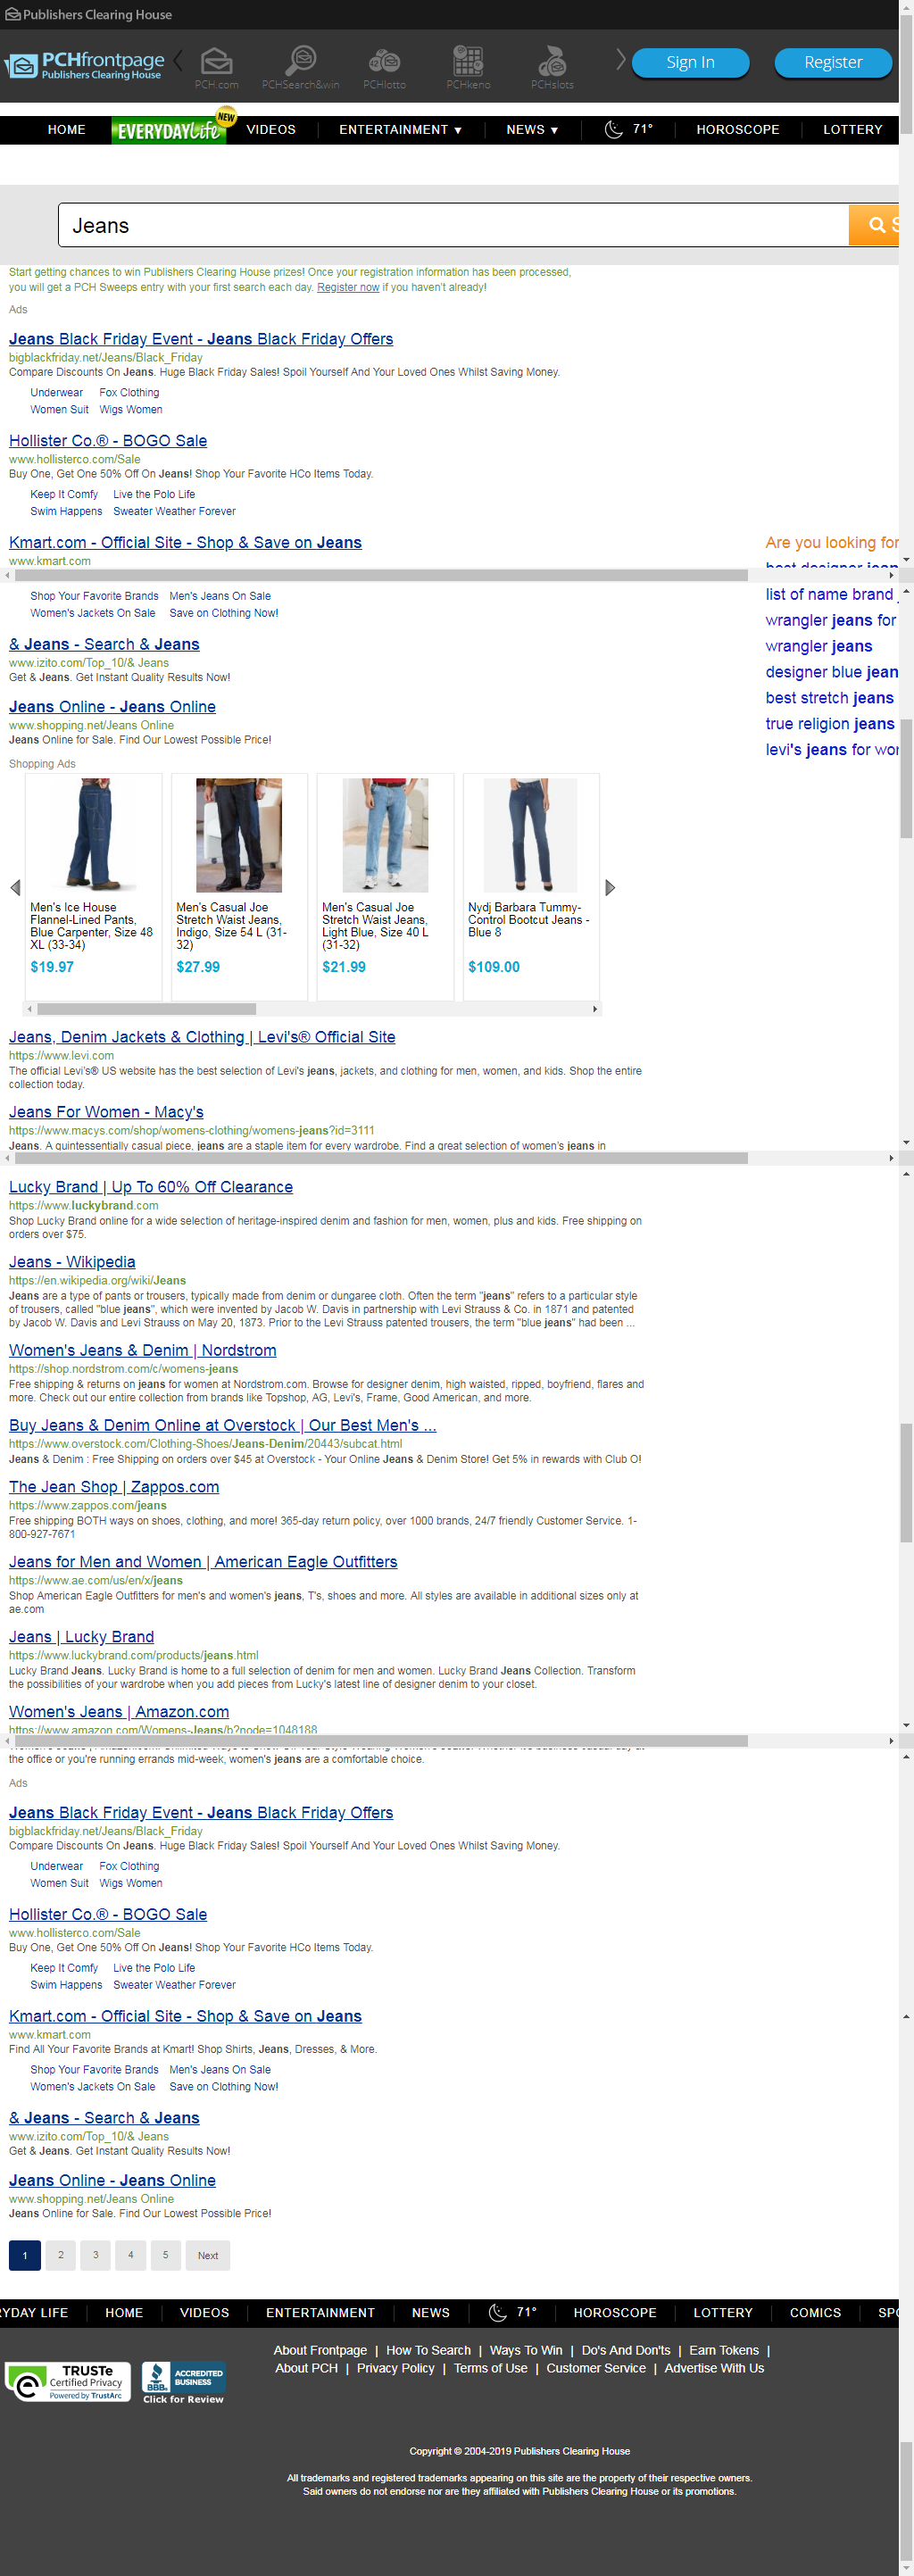 Publishers Clearing House
PCHfrontpage
Publishers Clearing House
PCH.com PCHSearch&win PCHlotto PCHkeno PCHslots
Sign In Register
HOME EVERYDAY Life NEW VIDEOS ENTERTAINMENT ▼ NEWS ▼ 71° HOROSCOPE LOTTERY
Jeans
S
Start getting chances to win Publishers Clearing House prizes! Once your registration information has been processed,
you will get a PCH Sweeps entry with your first search each day. Register now if you haven't already!
Ads
Jeans Black Friday Event - Jeans Black Friday Offers
bigblackfriday.net/Jeans/Black_Friday
Compare Discounts On Jeans. Huge Black Friday Sales! Spoil Yourself And Your Loved Ones Whilst Saving Money.
Underwear Fox Clothing
Women Suit Wigs Women
Hollister Co.® - BOGO Sale
www.hollisterco.com/Sale
Buy One, Get One 50% Off On Jeans! Shop Your Favorite HCo Items Today.
Keep It Comfy Live the Polo Life
Swim Happens Sweater Weather Forever
Kmart.com - Official Site - Shop & Save on Jeans
www.kmart.com
Are you looking for
best designer jean
Shop Your Favorite Brands Men's Jeans On Sale
Women's Jackets On Sale Save on Clothing Now!
list of name brand
wrangler jeans for
wrangler jeans
designer blue jean
best stretch jeans
true religion jeans
levi's jeans for wor
& Jeans - Search & Jeans
www.izito.com/Top_10/& Jeans
Get & Jeans. Get Instant Quality Results Now!
Jeans Online - Jeans Online
www.shopping.net/Jeans Online
Jeans Online for Sale. Find Our Lowest Possible Price!
Shopping Ads
Men's Ice House
Flannel-Lined Pants,
Blue Carpenter, Size 48
XL (33-34)
$19.97
Men's Casual Joe
Stretch Waist Jeans,
Indigo, Size 54 L (31-
32)
$27.99
Men's Casual Joe
Stretch Waist Jeans,
Light Blue, Size 40 L
(31-32)
$21.99
Nydj Barbara Tummy-
Control Bootcut Jeans -
Blue 8
$109.00
Jeans, Denim Jackets & Clothing | Levi's® Official Site
https://www.levi.com
The official Levi's® US website has the best selection of Levi's jeans, jackets, and clothing for men, women, and kids. Shop the entire
collection today.
Jeans For Women - Macy's
https://www.macys.com/shop/womens-clothing/womens-jeans?id=3111
Jeans. A quintessentially casual piece, jeans are a staple item for every wardrobe. Find a great selection of women's jeans in
Lucky Brand | Up To 60% Off Clearance
https://www.luckybrand.com
Shop Lucky Brand online for a wide selection of heritage-inspired denim and fashion for men, women, plus and kids. Free shipping on
orders over $75.
Jeans - Wikipedia
https://en.wikipedia.org/wiki/Jeans
Jeans are a type of pants or trousers, typically made from denim or dungaree cloth. Often the term "jeans" refers to a particular style
of trousers, called "blue jeans", which were invented by Jacob W. Davis in partnership with Levi Strauss & Co. in 1871 and patented
by Jacob W. Davis and Levi Strauss on May 20, 1873. Prior to the Levi Strauss patented trousers, the term "blue jeans" had been ...
Women's Jeans & Denim | Nordstrom
https://shop.nordstrom.com/c/womens-jeans
Free shipping & returns on jeans for women at Nordstrom.com. Browse for designer denim, high waisted, ripped, boyfriend, flares and
more. Check out our entire collection from brands like Topshop, AG, Levi's, Frame, Good American, and more.
Buy Jeans & Denim Online at Overstock | Our Best Men's ...
https://www.overstock.com/Clothing-Shoes/Jeans-Denim/20443/subcat.html
Jeans & Denim : Free Shipping on orders over $45 at Overstock - Your Online Jeans & Denim Store! Get 5% in rewards with Club O!
The Jean Shop | Zappos.com
https://www.zappos.com/jeans
Free shipping BOTH ways on shoes, clothing, and more! 365-day return policy, over 1000 brands, 24/7 friendly Customer Service. 1-
800-927-7671
Jeans for Men and Women | American Eagle Outfitters
https://www.ae.com/us/en/x/jeans
Shop American Eagle Outfitters for men's and women's jeans, T's, shoes and more. All styles are available in additional sizes only at
ae.com
Jeans | Lucky Brand
https://www.luckybrand.com/products/jeans.html
Lucky Brand Jeans. Lucky Brand is home to a full selection of denim for men and women. Lucky Brand Jeans Collection. Transform
the possibilities of your wardrobe when you add pieces from Lucky's latest line of designer denim to your closet.
Women's Jeans | Amazon.com
https://www.amazon.com/Womens-Jeans/b?node=1048188
the office or you're running errands mid-week, women's jeans are a comfortable choice.
Ads
Jeans Black Friday Event - Jeans Black Friday Offers
bigblackfriday.net/Jeans/Black_Friday
Compare Discounts On Jeans. Huge Black Friday Sales! Spoil Yourself And Your Loved Ones Whilst Saving Money.
Underwear Fox Clothing
Women Suit Wigs Women
Hollister Co.® - BOGO Sale
www.hollisterco.com/Sale
Buy One, Get One 50% Off On Jeans! Shop Your Favorite HCo Items Today.
Keep It Comfy Live the Polo Life
Swim Happens Sweater Weather Forever
Kmart.com - Official Site - Shop & Save on Jeans
www.kmart.com
Find All Your Favorite Brands at Kmart! Shop Shirts, Jeans, Dresses, & More.
Shop Your Favorite Brands Men's Jeans On Sale
Women's Jackets On Sale Save on Clothing Now!
& Jeans - Search & Jeans
www.izito.com/Top_10/& Jeans
Get & Jeans. Get Instant Quality Results Now!
Jeans Online - Jeans Online
www.shopping.net/Jeans Online
Jeans Online for Sale. Find Our Lowest Possible Price!
1 2 3 4 5 Next
RYDAY LIFE HOME VIDEOS ENTERTAINMENT NEWS 71° HOROSCOPE LOTTERY COMICS SPO
About Frontpage | How To Search | Ways To Win | Do's And Don'ts | Earn Tokens |
About PCH | Privacy Policy | Terms of Use | Customer Service | Advertise With Us
TRUSTe
Certified Privacy
Powered by TrustArc
BBB.
ACCREDITED
BUSINESS
Click for Review
Copyright © 2004-2019 Publishers Clearing House
All trademarks and registered trademarks appearing on this site are the property of their respective owners.
Said owners do not endorse nor are they affiliated with Publishers Clearing House or its promotions.